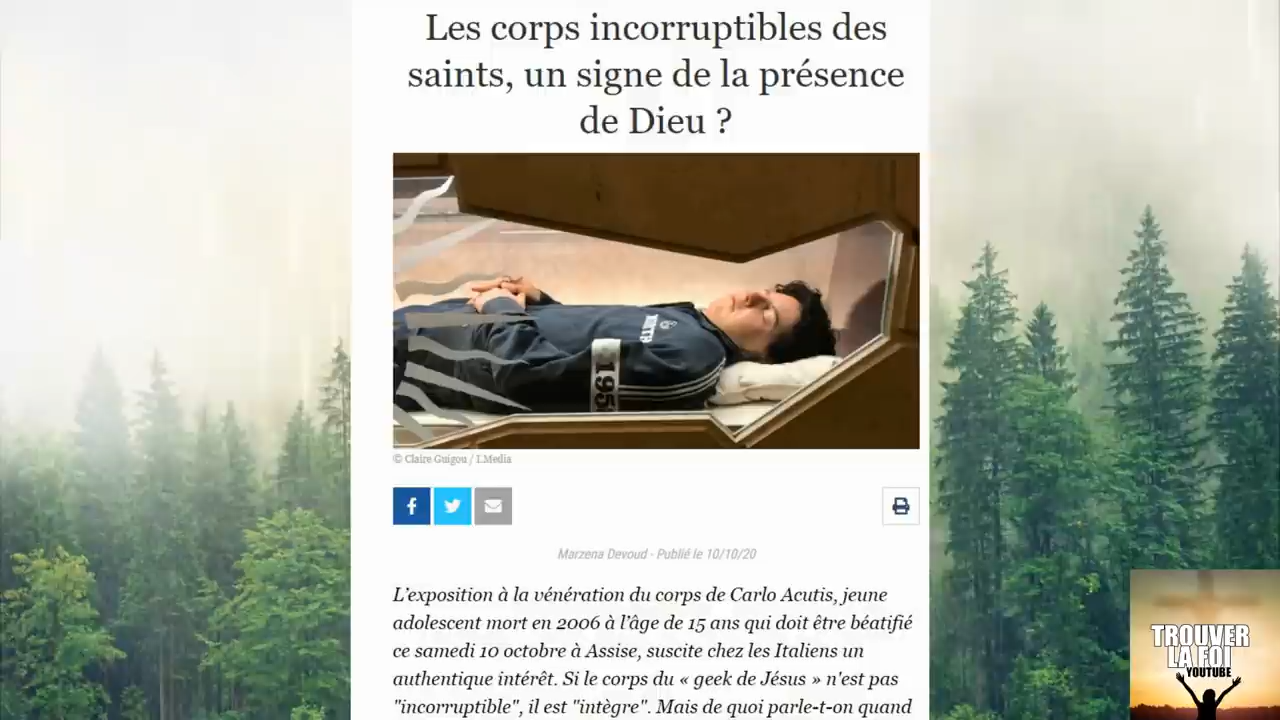 Les corps incorruptibles des
saints, un signe de la présence
de Dieu ?
195
© Claire Guigou / I.Media
Marzena Devoud - Publié le 10/10/20
L'exposition à la vénération du corps de Carlo Acutis, jeune
adolescent mort en 2006 à l'âge de 15 ans qui doit être béatifié
ce samedi 10 octobre à Assise, suscite chez les Italiens un
authentique intérêt. Si le corps du « geek de Jésus » n'est pas
"incorruptible", il est "intègre". Mais de quoi parle-t-on quand
TROUVER
LA FOI
YOUTUBE